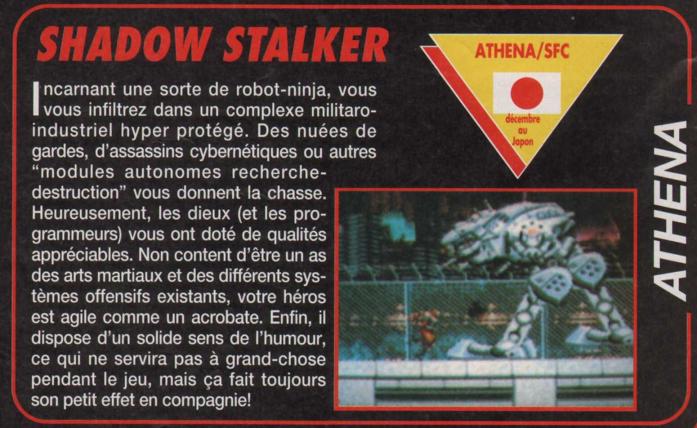 SHADOW STALKER
ATHENA/SFC
décembre
au
Japon
Incarnant une sorte de robot-ninja, vous
vous infiltrez dans un complexe militaro-
industriel hyper protégé. Des nuées de
gardes, d'assassins cybernétiques ou autres
“modules autonomes recherche-
destruction” vous donnent la chasse.
Heureusement, les dieux (et les pro-
grammeurs) vous ont doté de qualités
appréciables. Non content d'être un as
des arts martiaux et des différents sys-
tèmes offensifs existants, votre héros
est agile comme un acrobate. Enfin, il
dispose d'un solide sens de l'humour,
ce qui ne servira pas à grand-chose
pendant le jeu, mais ça fait toujours
son petit effet en compagnie!
ATHENA